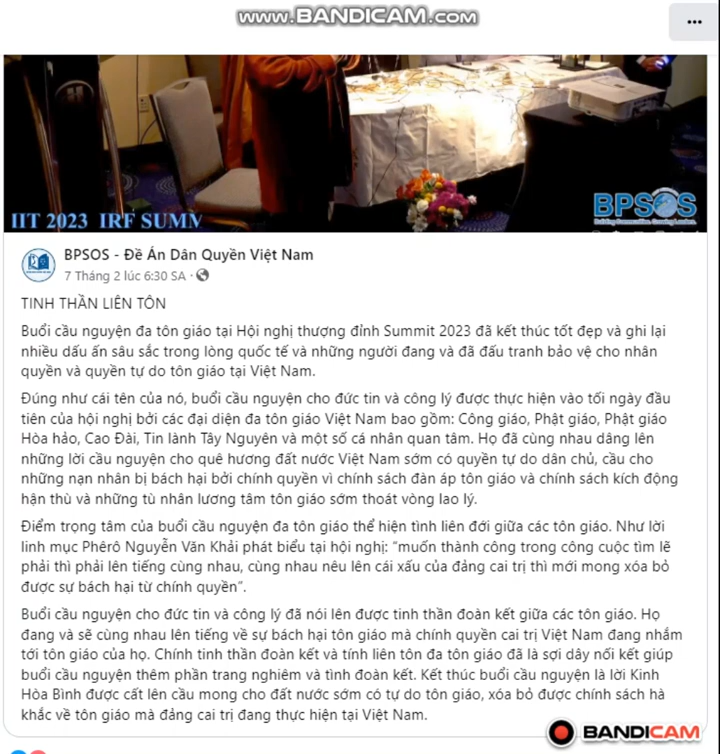 www.BANDICAM.com
IIT 2023 IRF SUMV
BPSOS
Building Communities. Growing Leaders.
BPSOS - Đề Án Dân Quyền Việt Nam
7 Tháng 2 lúc 6:30 SA ·
TINH THẦN LIÊN TÔN
Buổi cầu nguyện đa tôn giáo tại Hội nghị thượng đỉnh Summit 2023 đã kết thúc tốt đẹp và ghi lại
nhiều dấu ấn sâu sắc trong lòng quốc tế và những người đang và đã đấu tranh bảo vệ cho nhân
quyền và quyền tự do tôn giáo tại Việt Nam.
Đúng như cái tên của nó, buổi cầu nguyện cho đức tin và công lý được thực hiện vào tối ngày đầu
tiên của hội nghị bởi các đại diện đa tôn giáo Việt Nam bao gồm: Công giáo, Phật giáo, Phật giáo
Hòa hảo, Cao Đài, Tin lành Tây Nguyên và một số cá nhân quan tâm. Họ đã cùng nhau dâng lên
những lời cầu nguyện cho quê hương đất nước Việt Nam sớm có quyền tự do dân chủ, cầu cho
những nạn nhân bị bách hại bởi chính quyền vì chính sách đàn áp tôn giáo và chính sách kích động
hận thù và những tù nhân lương tâm tôn giáo sớm thoát vòng lao lý.
Điểm trọng tâm của buổi cầu nguyện đa tôn giáo thể hiện tình liên đới giữa các tôn giáo. Như lời
linh mục Phêrô Nguyễn Văn Khải phát biểu tại hội nghị: “muốn thành công trong công cuộc tìm lẽ
phải thì phải lên tiếng cùng nhau, cùng nhau nêu lên cái xấu của đảng cai trị thì mới mong xóa bỏ
được sự bách hại từ chính quyền”.
Buổi cầu nguyện cho đức tin và công lý đã nói lên được tinh thần đoàn kết giữa các tôn giáo. Họ
đang và sẽ cùng nhau lên tiếng về sự bách hại tôn giáo mà chính quyền cai trị Việt Nam đang nhắm
tới tôn giáo của họ. Chính tinh thần đoàn kết và tính liên tôn đa tôn giáo đã là sợi dây nối kết giúp
buổi cầu nguyện thêm phần trang nghiêm và tình đoàn kết. Kết thúc buổi cầu nguyện là lời Kinh
Hòa Bình được cất lên cầu mong cho đất nước sớm có tự do tôn giáo, xóa bỏ được chính sách hà
khắc về tôn giáo mà đảng cai trị đang thực hiện tại Việt Nam.
BANDICAM